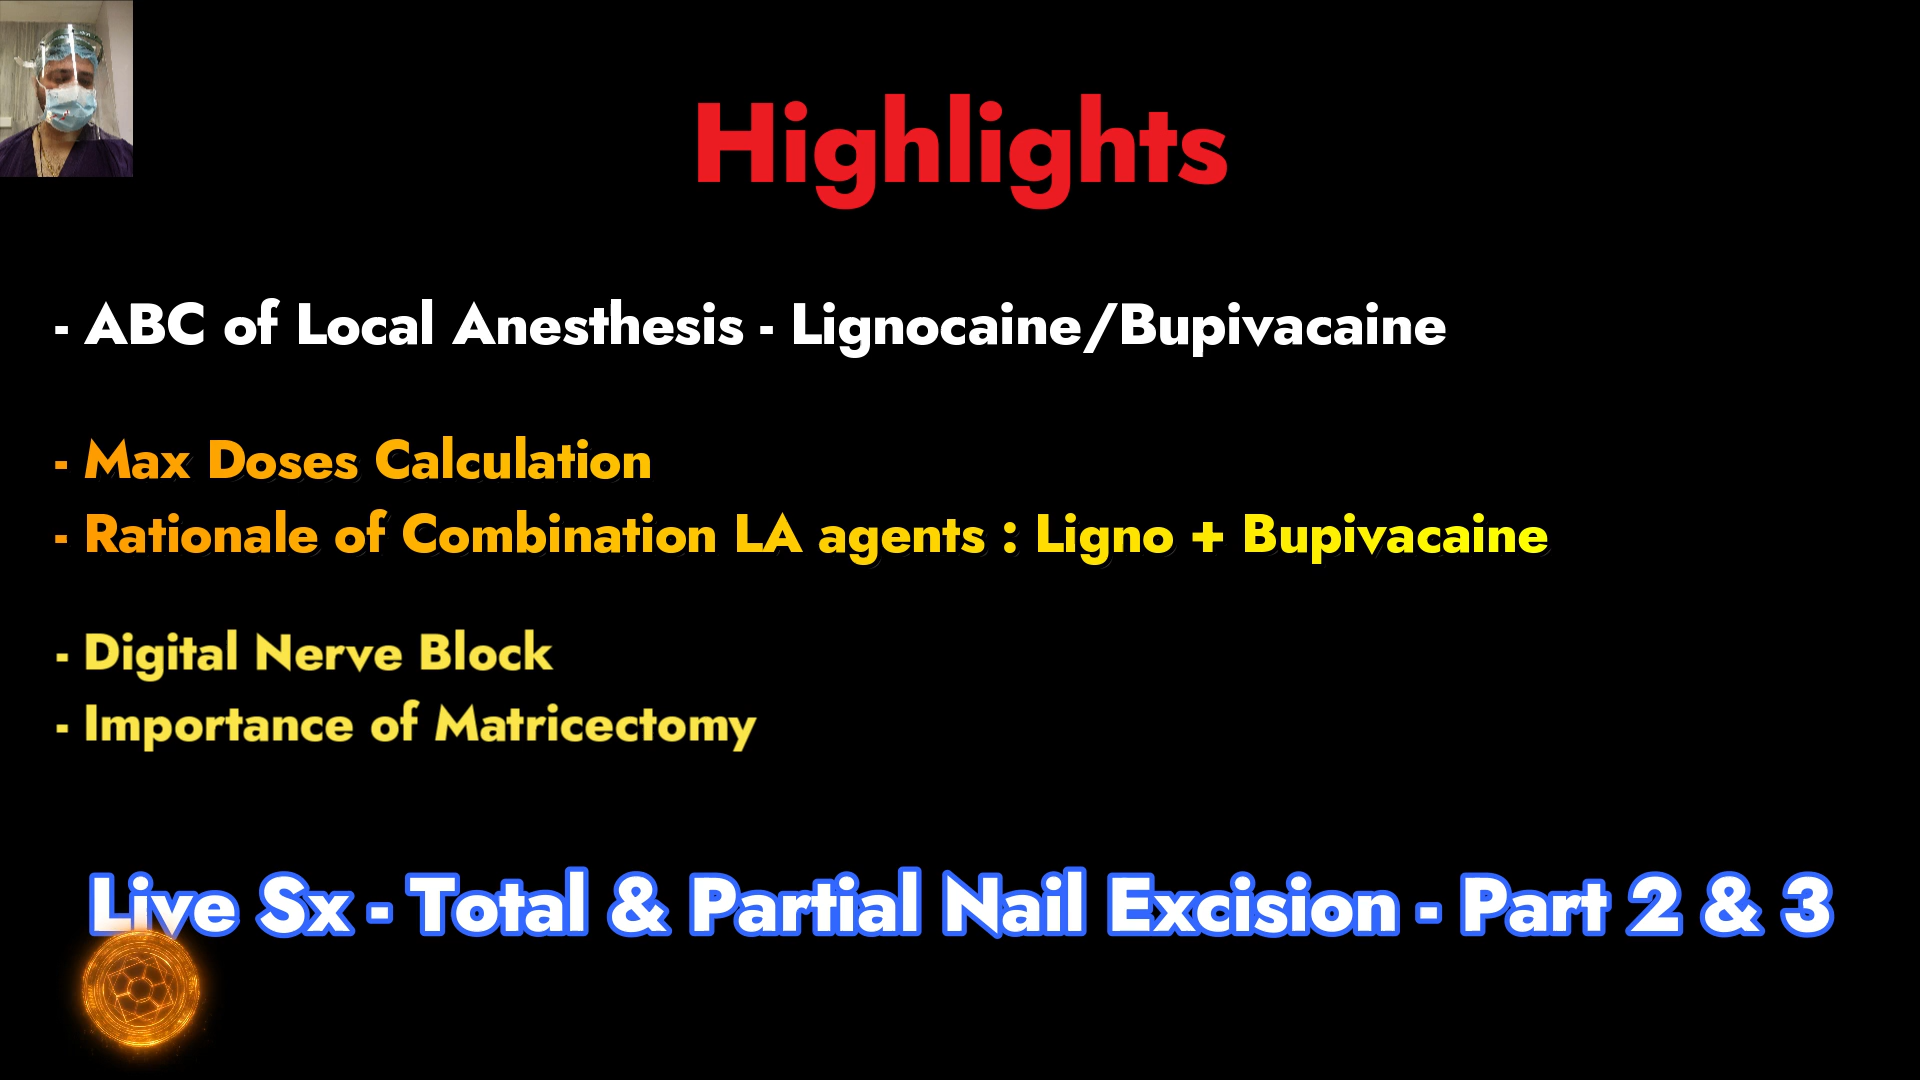 Highlights
- ABC of Local Anesthesis - Lignocaine/Bupivacaine
- Max Doses Calculation
- Rationale of Combination LA agents : Ligno + Bupivacaine
- Digital Nerve Block
- Importance of Matricectomy
Live Sx - Total & Partial Nail Excision - Part 2 & 3